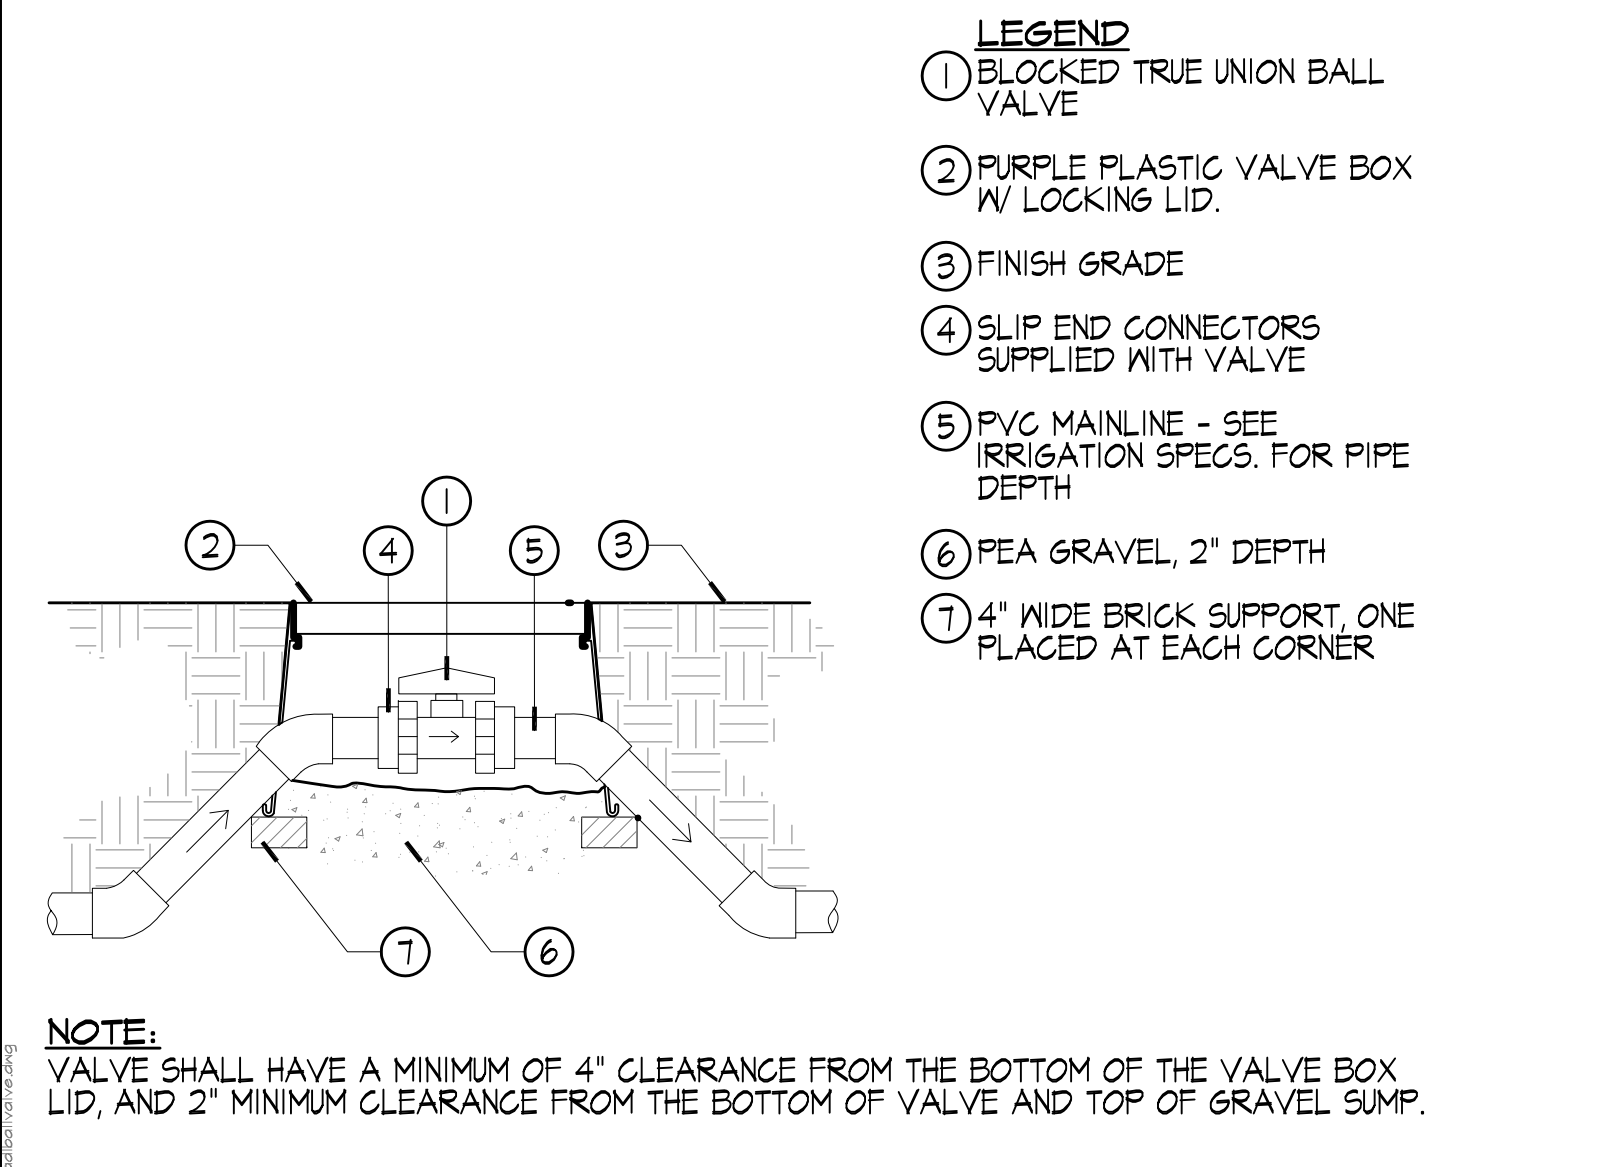 LEGEND
1 BLOCKED TRUE UNION BALL
VALVE
2 PURPLE PLASTIC VALVE BOX
W/ LOCKING LID.
3 FINISH GRADE
4 SLIP END CONNECTORS
SUPPLIED WITH VALVE
5 PVC MAINLINE - SEE
IRRIGATION SPECS. FOR PIPE
DEPTH
6 PEA GRAVEL, 2" DEPTH
7 4" WIDE BRICK SUPPORT, ONE
PLACED AT EACH CORNER
1
2
4
5
3
7
6
NOTE:
VALVE SHALL HAVE A MINIMUM OF 4" CLEARANCE FROM THE BOTTOM OF THE VALVE BOX
LID, AND 2" MINIMUM CLEARANCE FROM THE BOTTOM OF VALVE AND TOP OF GRAVEL SUMP.